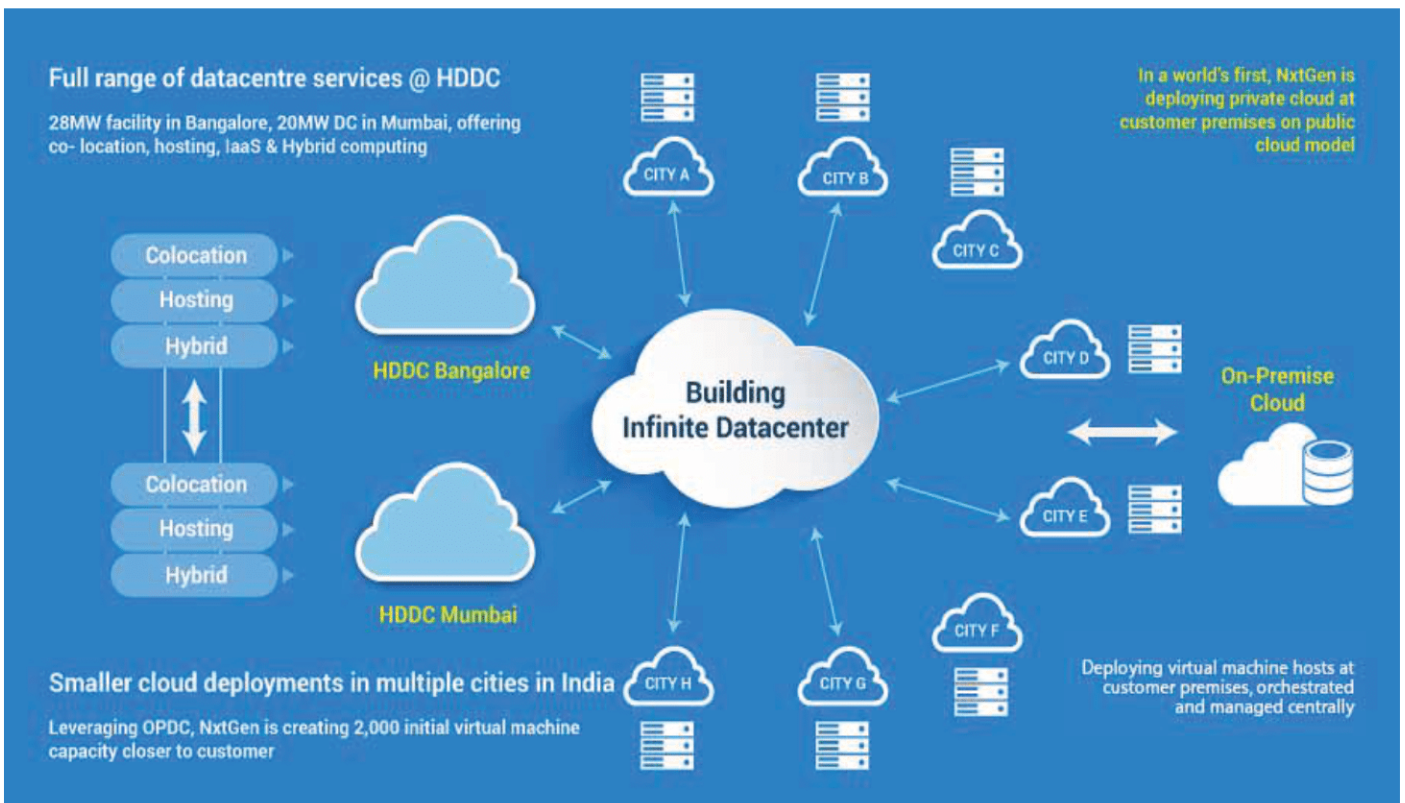 Full range of datacentre services @ HDDC
28MW facility in Bangalore, 20MW DC in Mumbai, offering
co- location, hosting, IaaS & Hybrid computing
In a world's first, NxtGen is
deploying private cloud at
customer premises on public
cloud model
CITY A
CITY B
CITY C
Colocation
Hosting
Hybrid
HDDC Bangalore
Building
Infinite Datacenter
CITY D
On-Premise
Cloud
Colocation
Hosting
Hybrid
HDDC Mumbai
CITY E
CITY F
CITY G
CITY H
Smaller cloud deployments in multiple cities in India
Leveraging OPDC, NxtGen is creating 2,000 initial virtual machine
capacity closer to customer
Deploying virtual machine hosts at
customer premises, orchestrated
and managed centrally